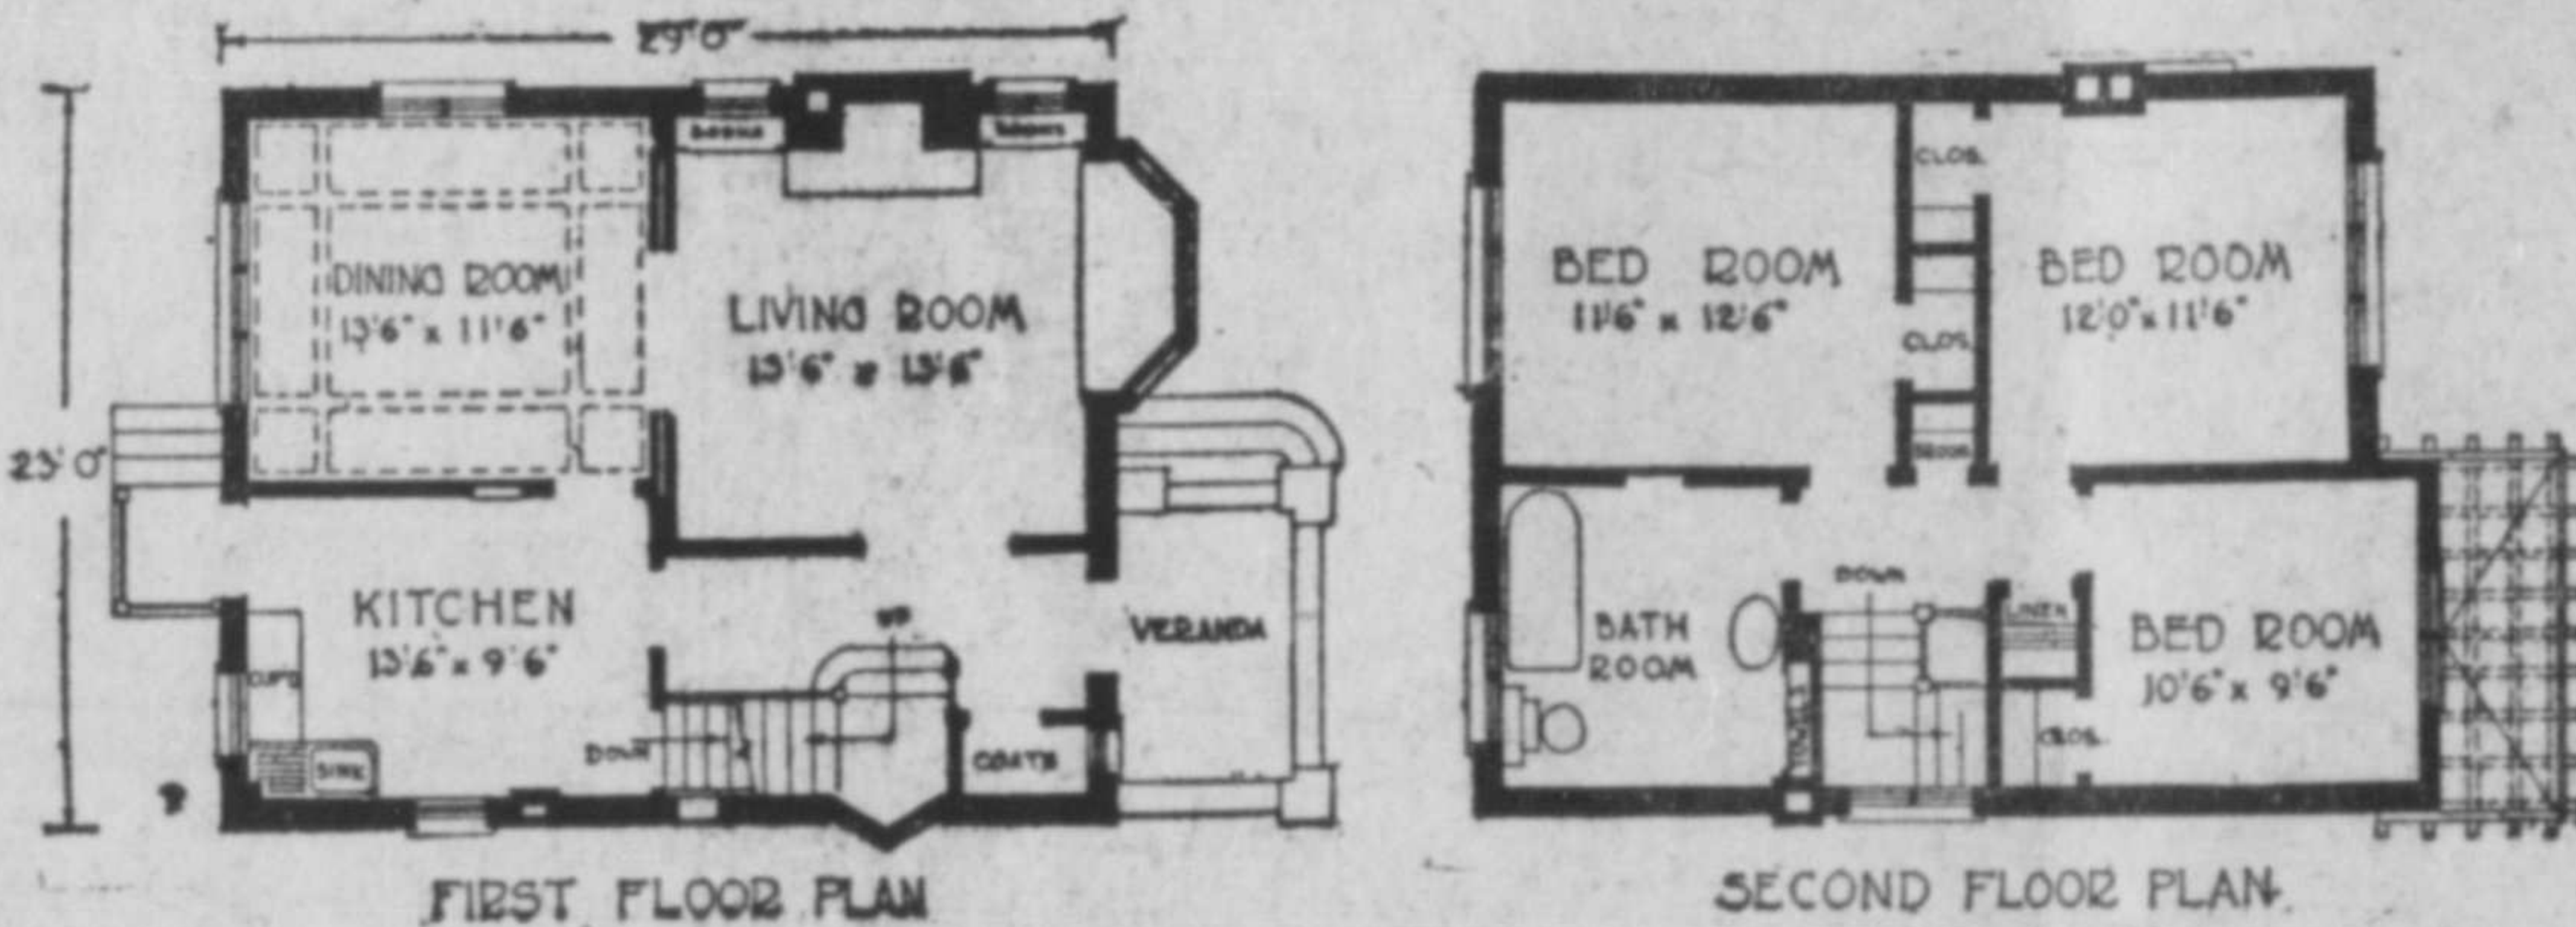 29'0"
23'0"
BOOKS
BOOKS
DINING ROOM
13'6" x 11'6"
LIVING ROOM
13'6" x 13'6"
KITCHEN
13'6" x 9'6"
CUP'D
SINK
DOWN
UP
COATS
VERANDA
FIRST FLOOR PLAN
BED ROOM
11'6" x 12'6"
CLOS.
CLOS.
BROOM
BED ROOM
12'0" x 11'6"
BATH
ROOM
TOWELS
DOWN
LINEN
CLOS.
BED ROOM
10'6" x 9'6"
SECOND FLOOR PLAN.